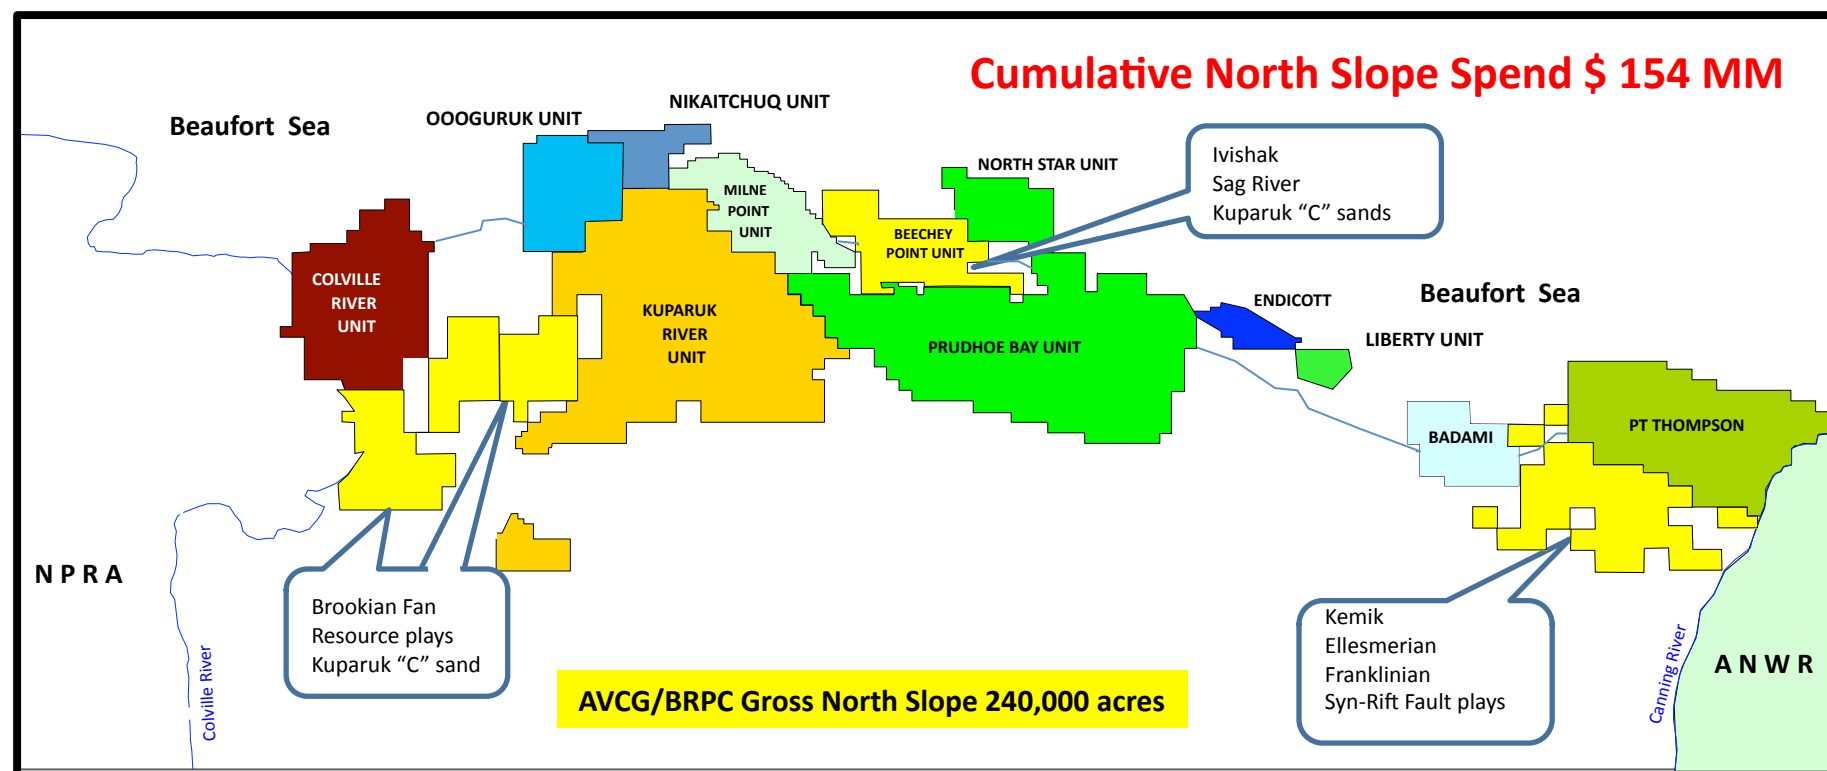 Cumulative North Slope Spend $ 154 MM
NIKAITCHUQ UNIT
OOOGURUK UNIT
Beaufort  Sea
NORTH STAR UNIT
Ivishak
Sag River
Kuparuk “C” sands
MILNE
POINT
UNIT
BEECHEY
POINT UNIT
COLVILLE
RIVER
UNIT
KUPARUK
RIVER
UNIT
PRUDHOE BAY UNIT
ENDICOTT
Beaufort  Sea
LIBERTY UNIT
BADAMI
PT THOMPSON
N P R A
Colville River
Brookian Fan
Resource plays
Kuparuk “C” sand
AVCG/BRPC Gross North Slope 240,000 acres
Kemik
Ellesmerian
Franklinian
Syn-Rift Fault plays
Canning River
A N W R